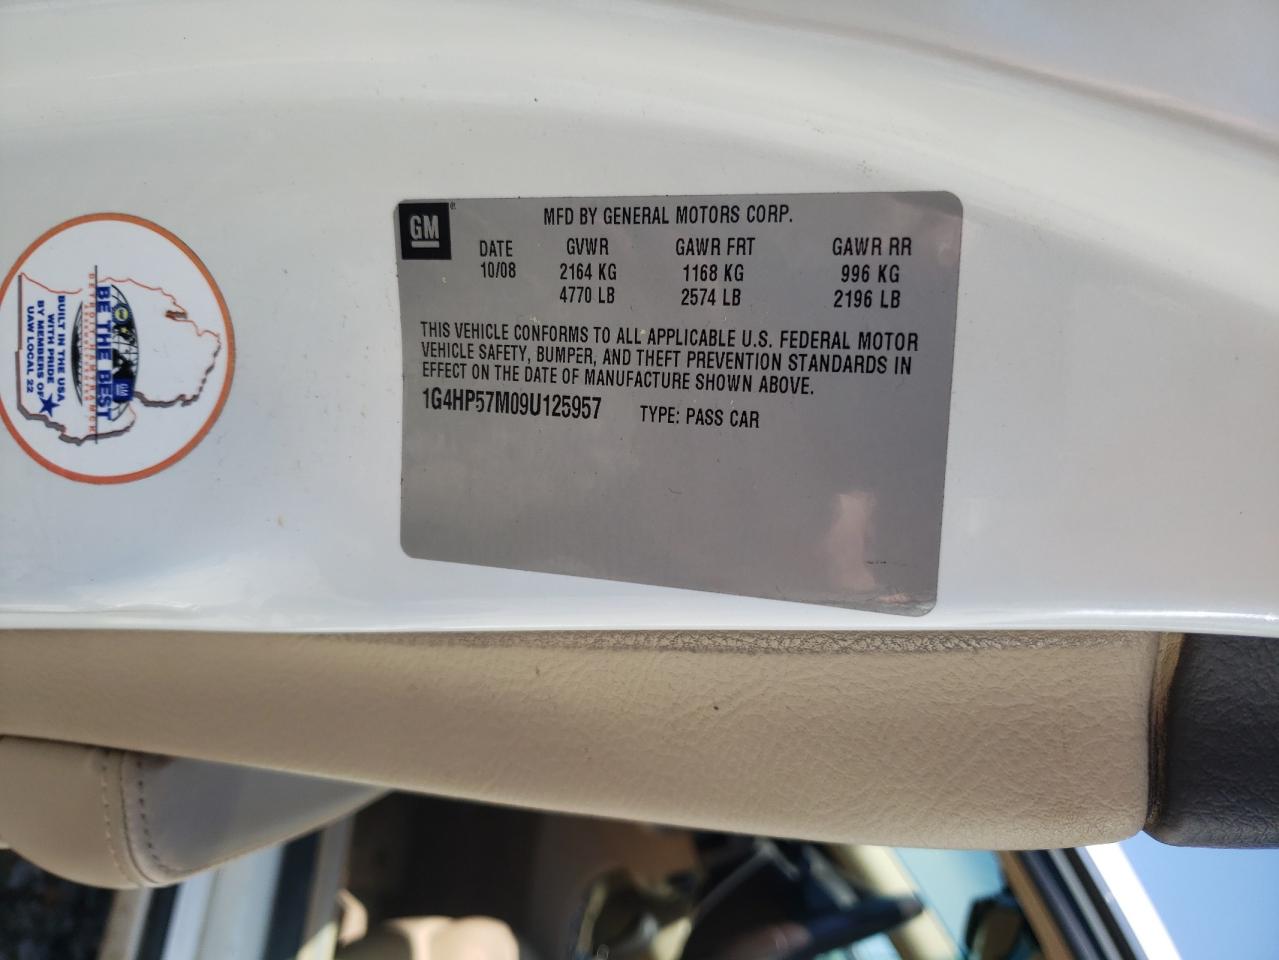 GM
MFD BY GENERAL MOTORS CORP.
DATE GVWR GAWR FRT GAWR RR
10/08 2164 KG 1168 KG 996 KG
4770 LB 2574 LB 2196 LB
THIS VEHICLE CONFORMS TO ALL APPLICABLE U.S. FEDERAL MOTOR
VEHICLE SAFETY, BUMPER, AND THEFT PREVENTION STANDARDS IN
EFFECT ON THE DATE OF MANUFACTURE SHOWN ABOVE.
1G4HP57M09U125957 TYPE: PASS CAR
BE THE BEST
GM
BUILT IN THE USA
WITH PRIDE
BY MEMBERS OF
UAW LOCAL 22